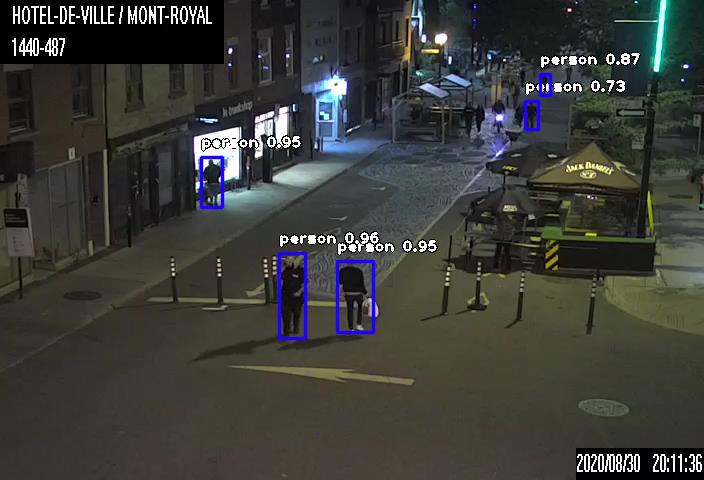 HOTEL-DE-VILLE / MONT-ROYAL
1440-487
person 0.87
person 0.73
person 0.95
JACK DANIEL'S
person 0.96
person 0.95
2020/08/30 20:11:36